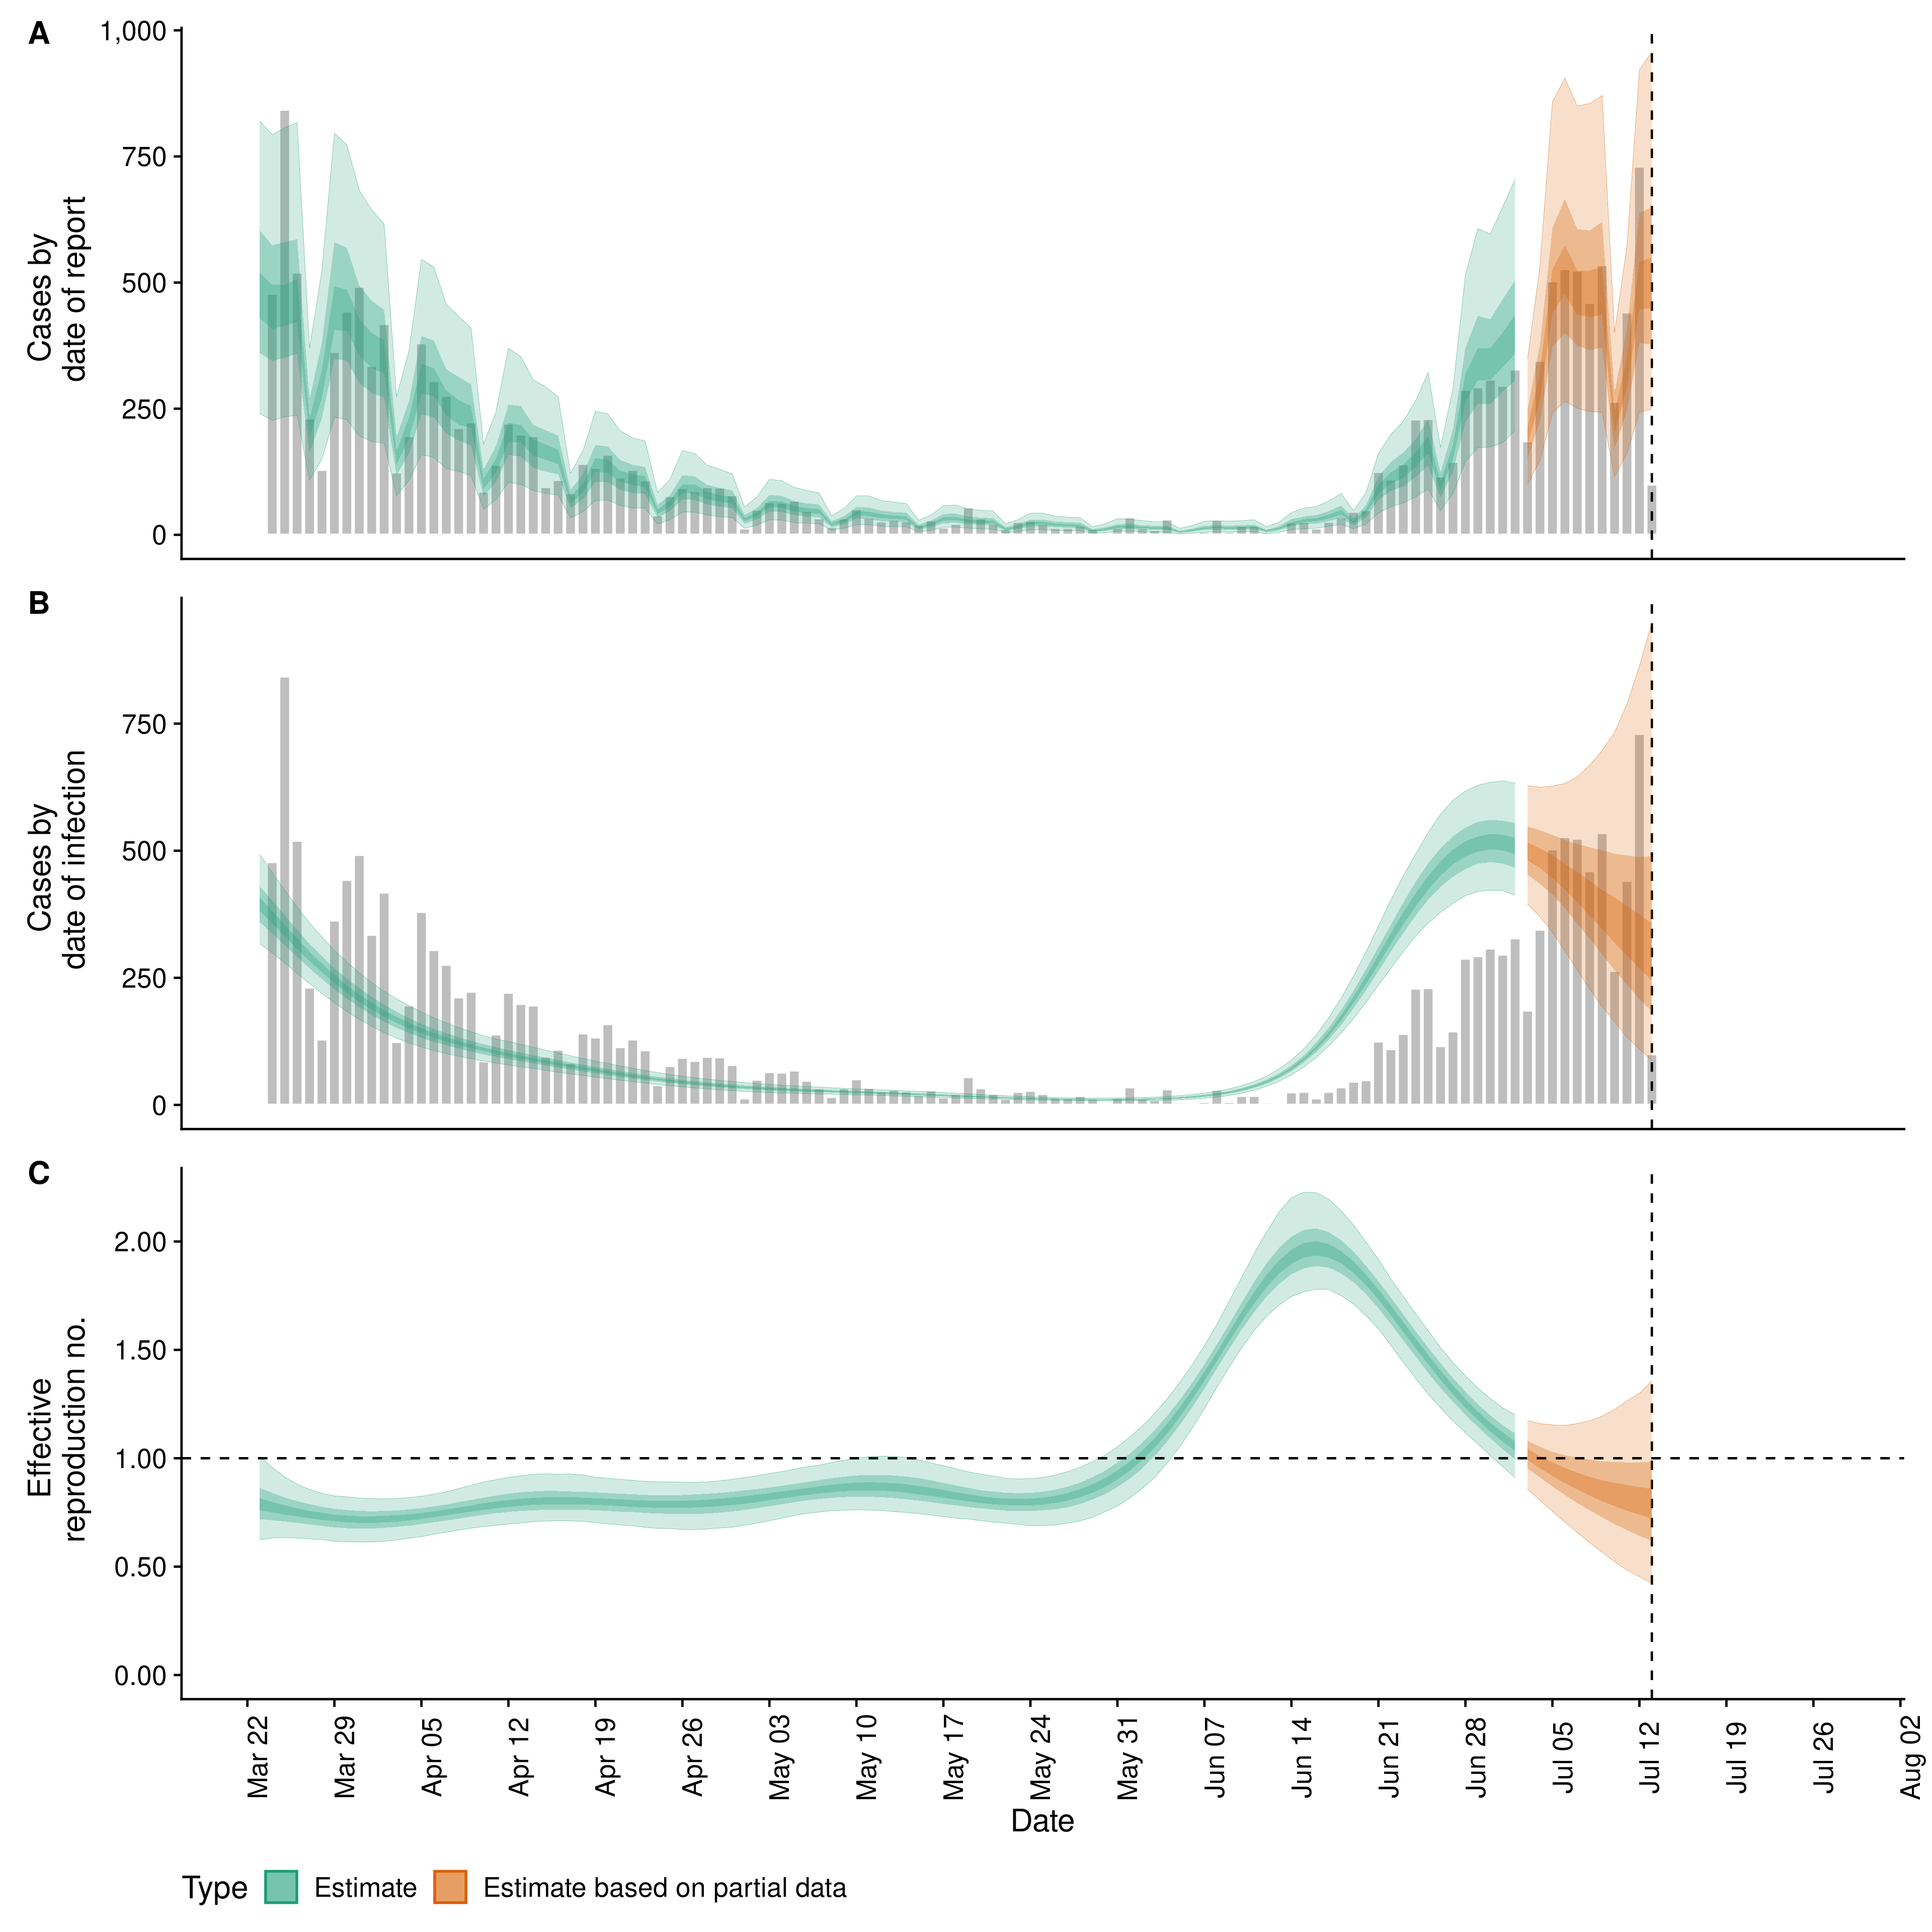 A
1,000
750
500
250
0
Cases by
date of report
B
750
500
250
0
Cases by
date of infection
C
2.00
1.50
1.00
0.50
0.00
Effective
reproduction no.
Mar 22
Mar 29
Apr 05
Apr 12
Apr 19
Apr 26
May 03
May 10
May 17
May 24
May 31
Jun 07
Jun 14
Jun 21
Jun 28
Jul 05
Jul 12
Jul 19
Jul 26
Aug 02
Date
Type Estimate Estimate based on partial data